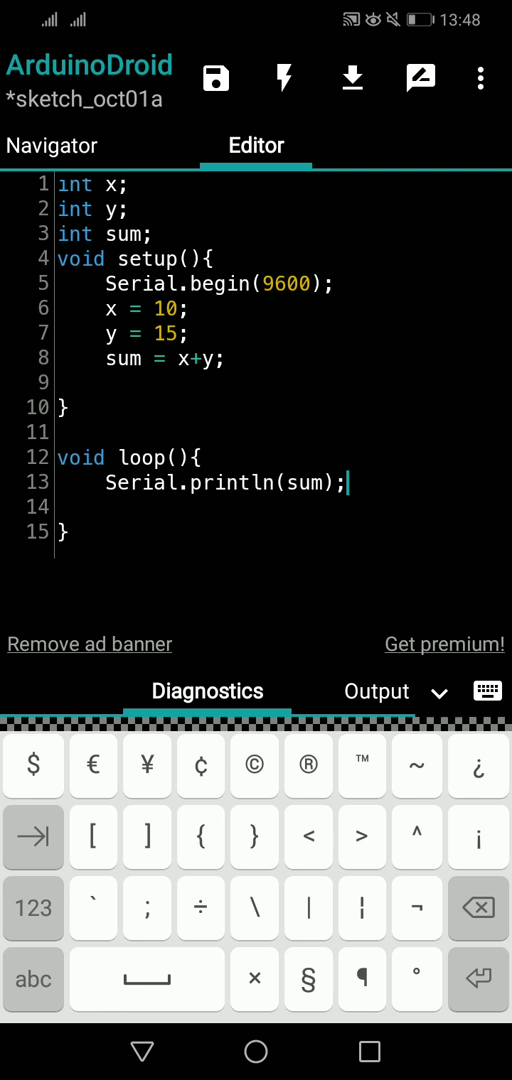 13:48
ArduinoDroid
*sketch_oct01a
Navigator Editor
1 int x;
2 int y;
3 int sum;
4 void setup(){
5 Serial.begin(9600);
6 x = 10;
7 y = 15;
8 sum = x+y;
9
10 }
11
12 void loop(){
13 Serial.println(sum);
14
15 }
Remove ad banner Get premium!
Diagnostics Output
$ € ¥ ¢ © ® ™ ~ ¿
[ ] { } < > ^ ¡
123 ` ; ÷ \ | ¦ ¬
abc × § ¶ °